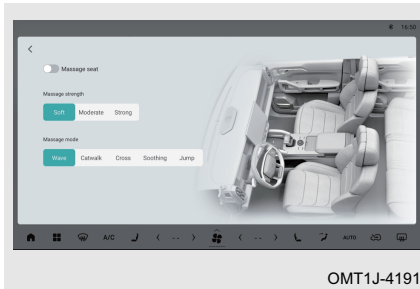 16:50
Massage seat
Massage strength
Soft Moderate Strong
Massage mode
Wave Catwalk Cross Soothing Jump
A/C -- -- AUTO
OMT1J-4191